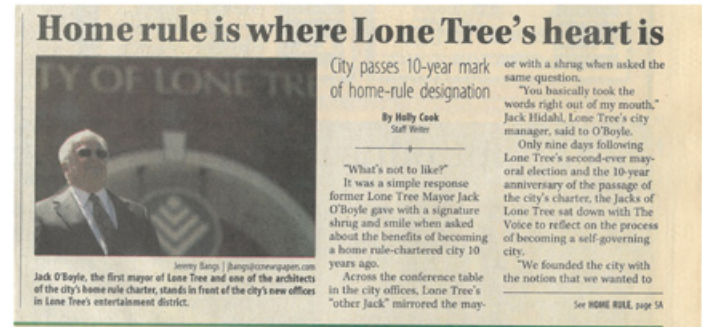 Home rule is where Lone Tree's heart is
TY OF LONE TRE
Jeremy Bangs | jbangs@ccnewspapers.com
Jack O'Boyle, the first mayor of Lone Tree and one of the architects
of the city's home rule charter, stands in front of the city's new offices
in Lone Tree's entertainment district.
City passes 10-year mark
of home-rule designation
By Holly Cook
Staff Writer
"What's not to like?"
It was a simple response
former Lone Tree Mayor Jack
O'Boyle gave with a signature
shrug and smile when asked
about the benefits of becoming
a home rule-chartered city 10
years ago.
Across the conference table
in the city offices, Lone Tree's
"other Jack" mirrored the may-
or with a shrug when asked the
same question.
"You basically took the
words right out of my mouth,"
Jack Hidahl, Lone Tree's city
manager, said to O'Boyle.
Only nine days following
Lone Tree's second-ever may-
oral election and the 10-year
anniversary of the passage of
the city's charter, the Jacks of
Lone Tree sat down with The
Voice to reflect on the process
of becoming a self-governing
city.
"We founded the city with
the notion that we wanted to
See HOME RULE, page 5A